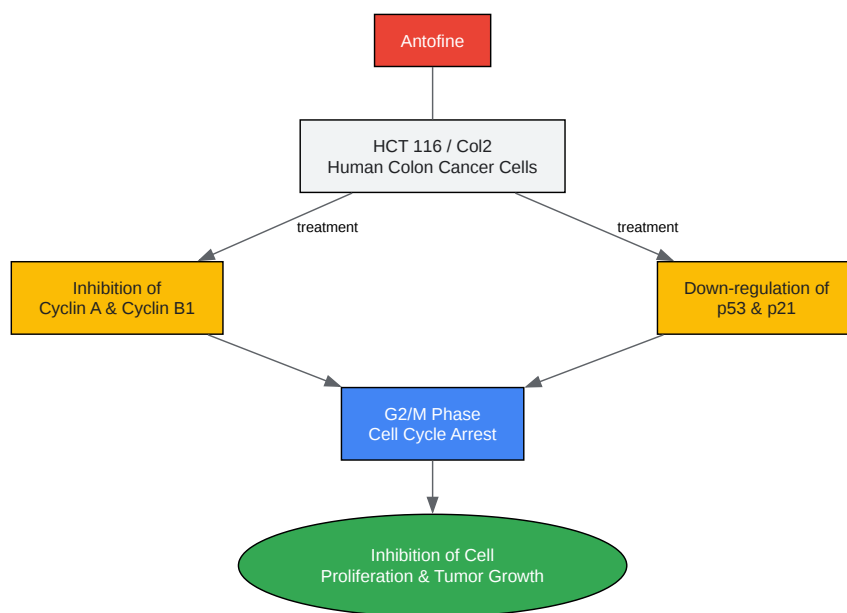 Antofine
HCT 116 / Col2
Human Colon Cancer Cells
treatment
treatment
Inhibition of
Cyclin A & Cyclin B1
Down-regulation of
p53 & p21
G2/M Phase
Cell Cycle Arrest
Inhibition of Cell
Proliferation & Tumor Growth